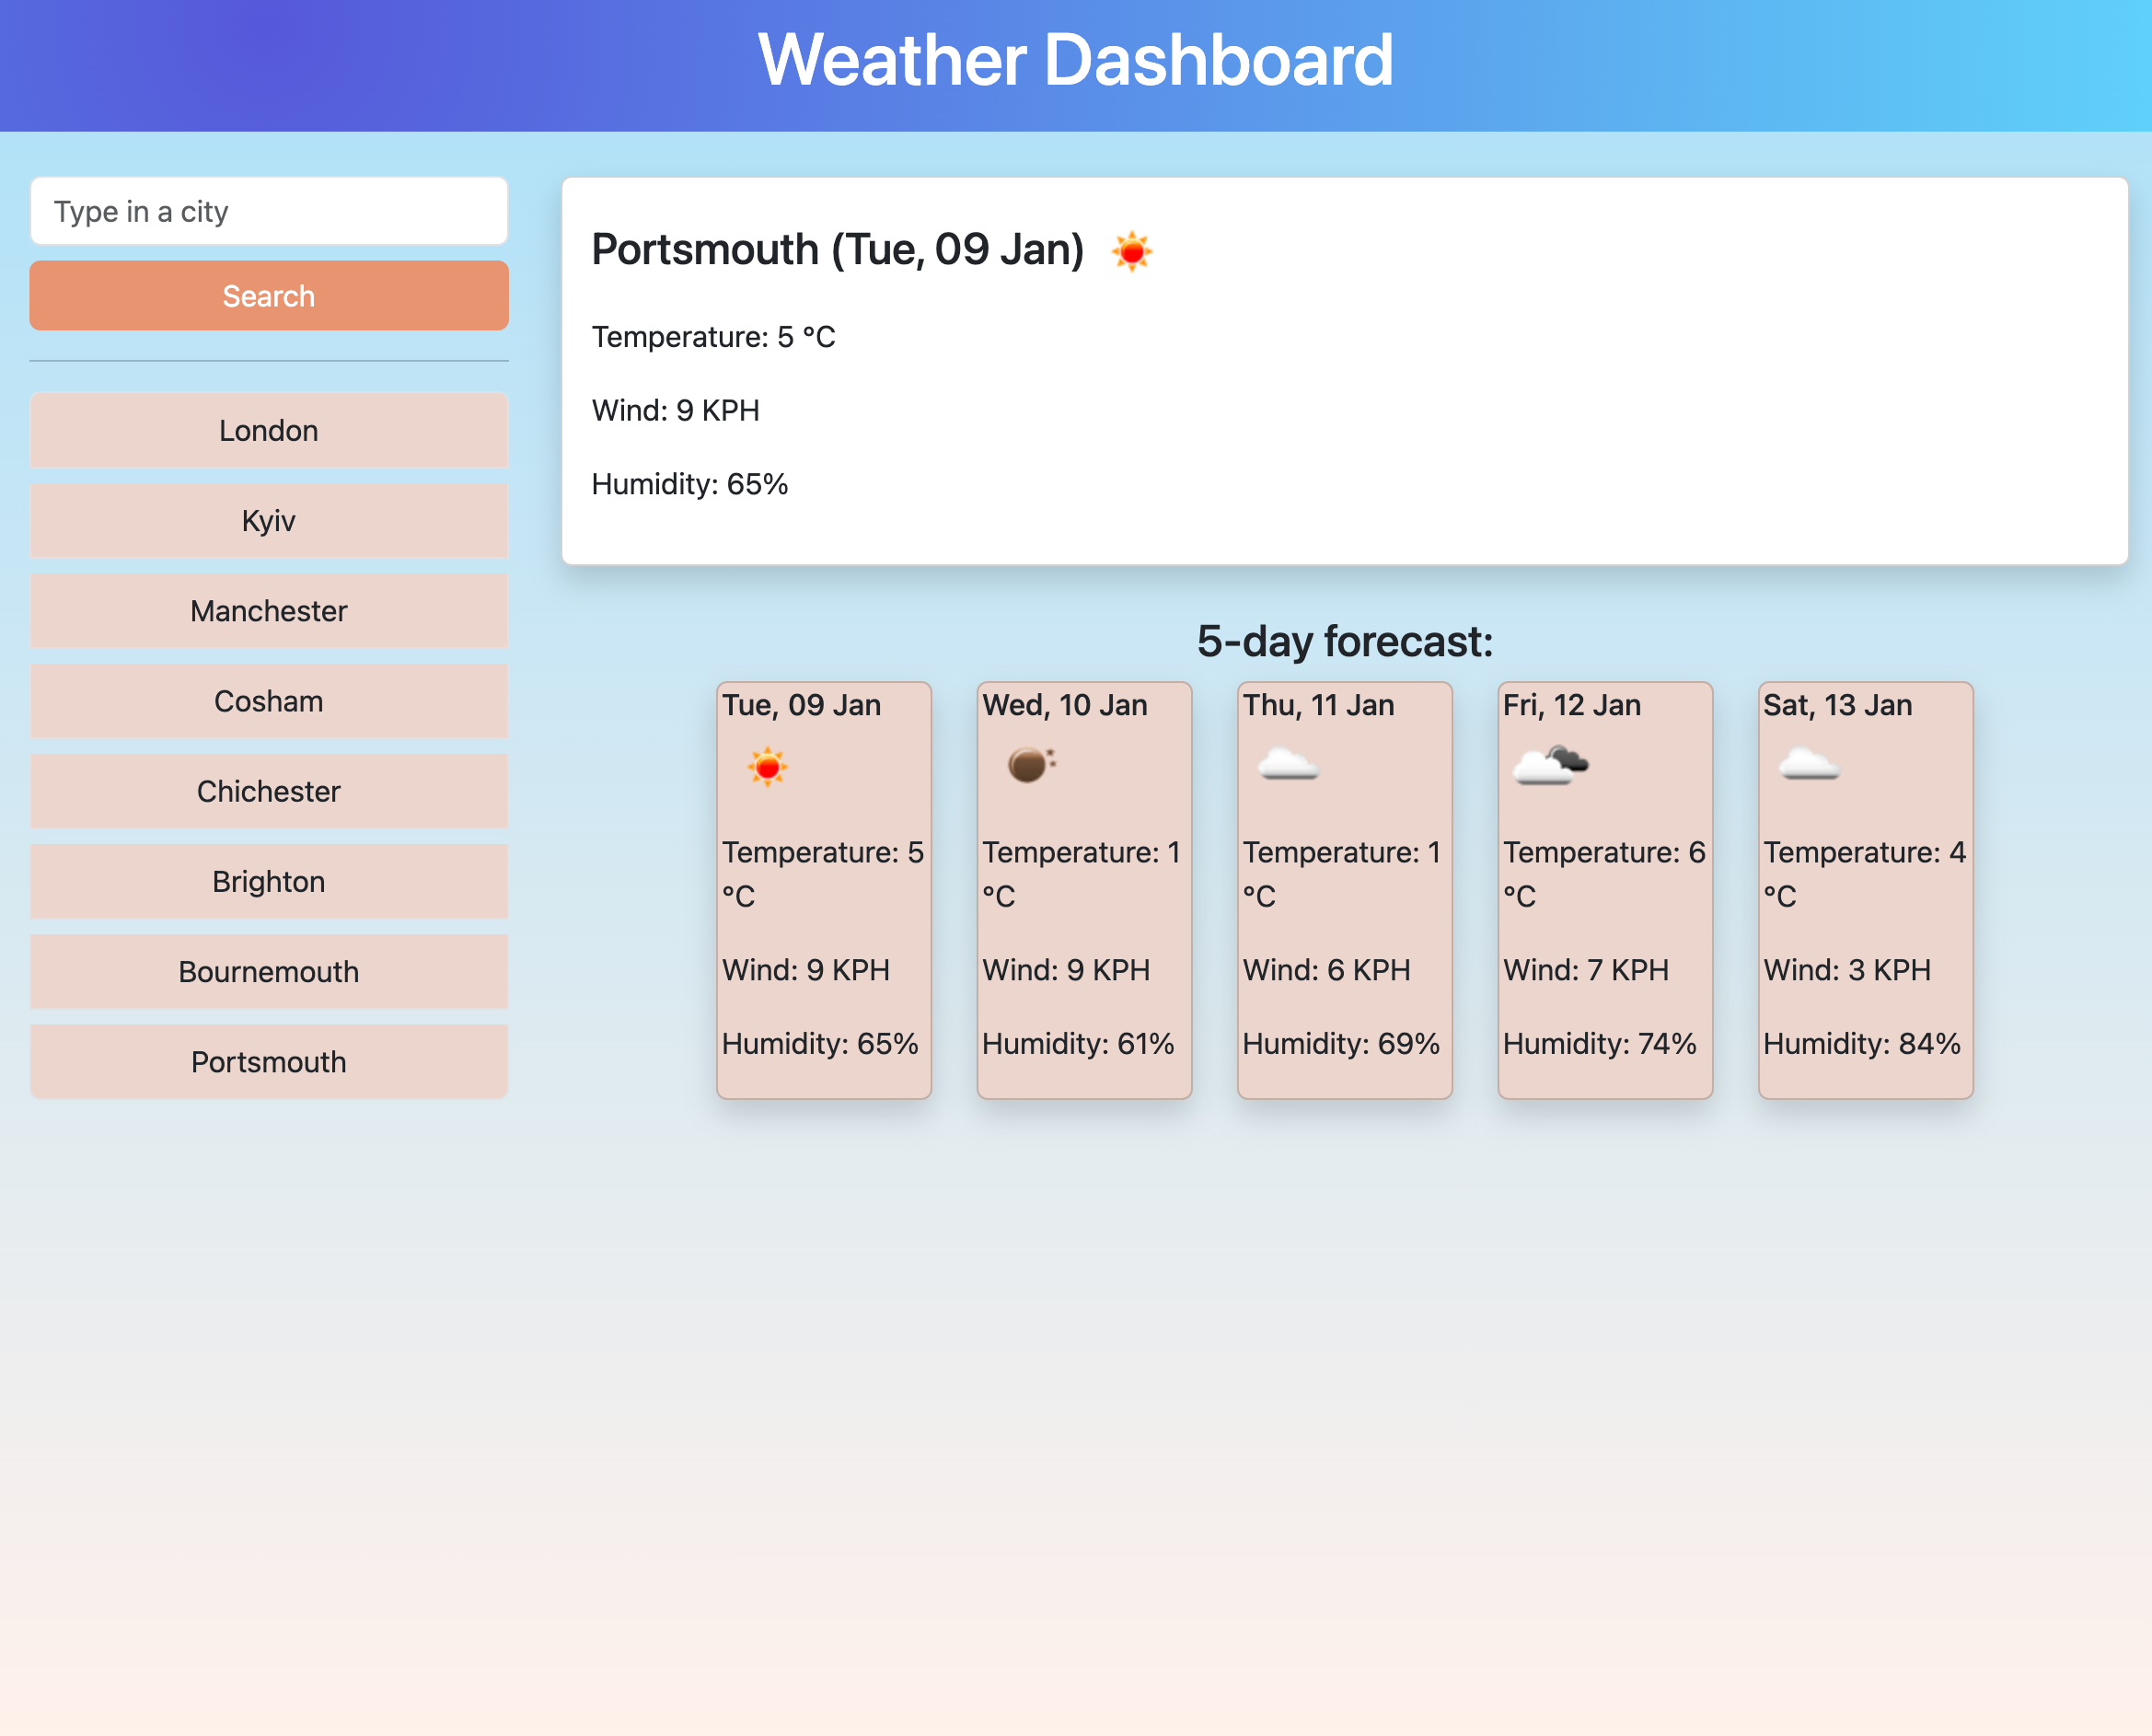 Weather Dashboard
Type in a city
Search
London
Kyiv
Manchester
Cosham
Chichester
Brighton
Bournemouth
Portsmouth
Portsmouth (Tue, 09 Jan)
Temperature: 5 °C
Wind: 9 KPH
Humidity: 65%
5-day forecast:
Tue, 09 Jan
Temperature: 5
°C
Wind: 9 KPH
Humidity: 65%
Wed, 10 Jan
Temperature: 1
°C
Wind: 9 KPH
Humidity: 61%
Thu, 11 Jan
Temperature: 1
°C
Wind: 6 KPH
Humidity: 69%
Fri, 12 Jan
Temperature: 6
°C
Wind: 7 KPH
Humidity: 74%
Sat, 13 Jan
Temperature: 4
°C
Wind: 3 KPH
Humidity: 84%